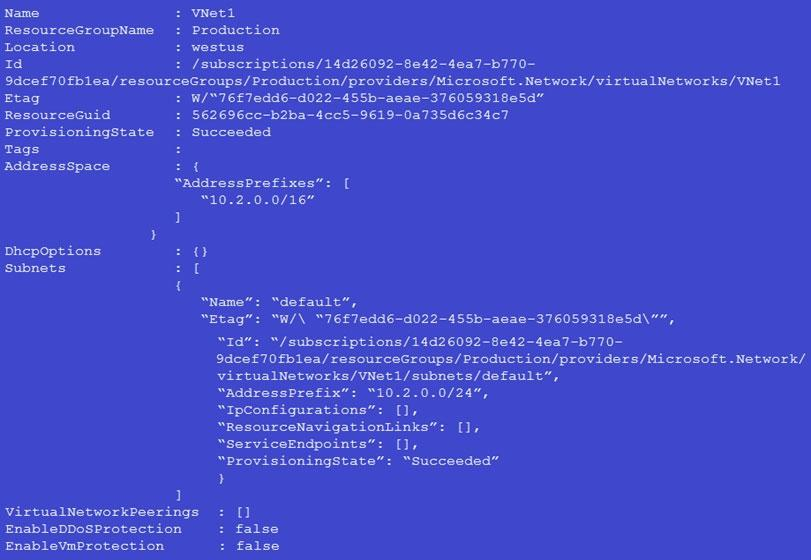 Name : VNet1
ResourceGroupName : Production
Location : westus
Id : /subscriptions/14d26092-8e42-4ea7-b770-
9dcef70fb1ea/resourceGroups/Production/providers/Microsoft.Network/virtualNetworks/VNet1
Etag : W/“76f7edd6-d022-455b-aeae-376059318e5d”
ResourceGuid : 562696cc-b2ba-4cc5-9619-0a735d6c34c7
ProvisioningState : Succeeded
Tags :
AddressSpace : {
“AddressPrefixes”: [
“10.2.0.0/16”
]
}
DhcpOptions : {}
Subnets : [
{
“Name”: “default”,
“Etag”: “W/\ “76f7edd6-d022-455b-aeae-376059318e5d\””,
“Id”: “/subscriptions/14d26092-8e42-4ea7-b770-
9dcef70fb1ea/resourceGroups/Production/providers/Microsoft.Network/
virtualNetworks/VNet1/subnets/default”,
“AddressPrefix”: “10.2.0.0/24”,
“IpConfigurations”: [],
“ResourceNavigationLinks”: [],
“ServiceEndpoints”: [],
“ProvisioningState”: “Succeeded”
}
]
VirtualNetworkPeerings : []
EnableDDoSProtection : false
EnableVmProtection : false